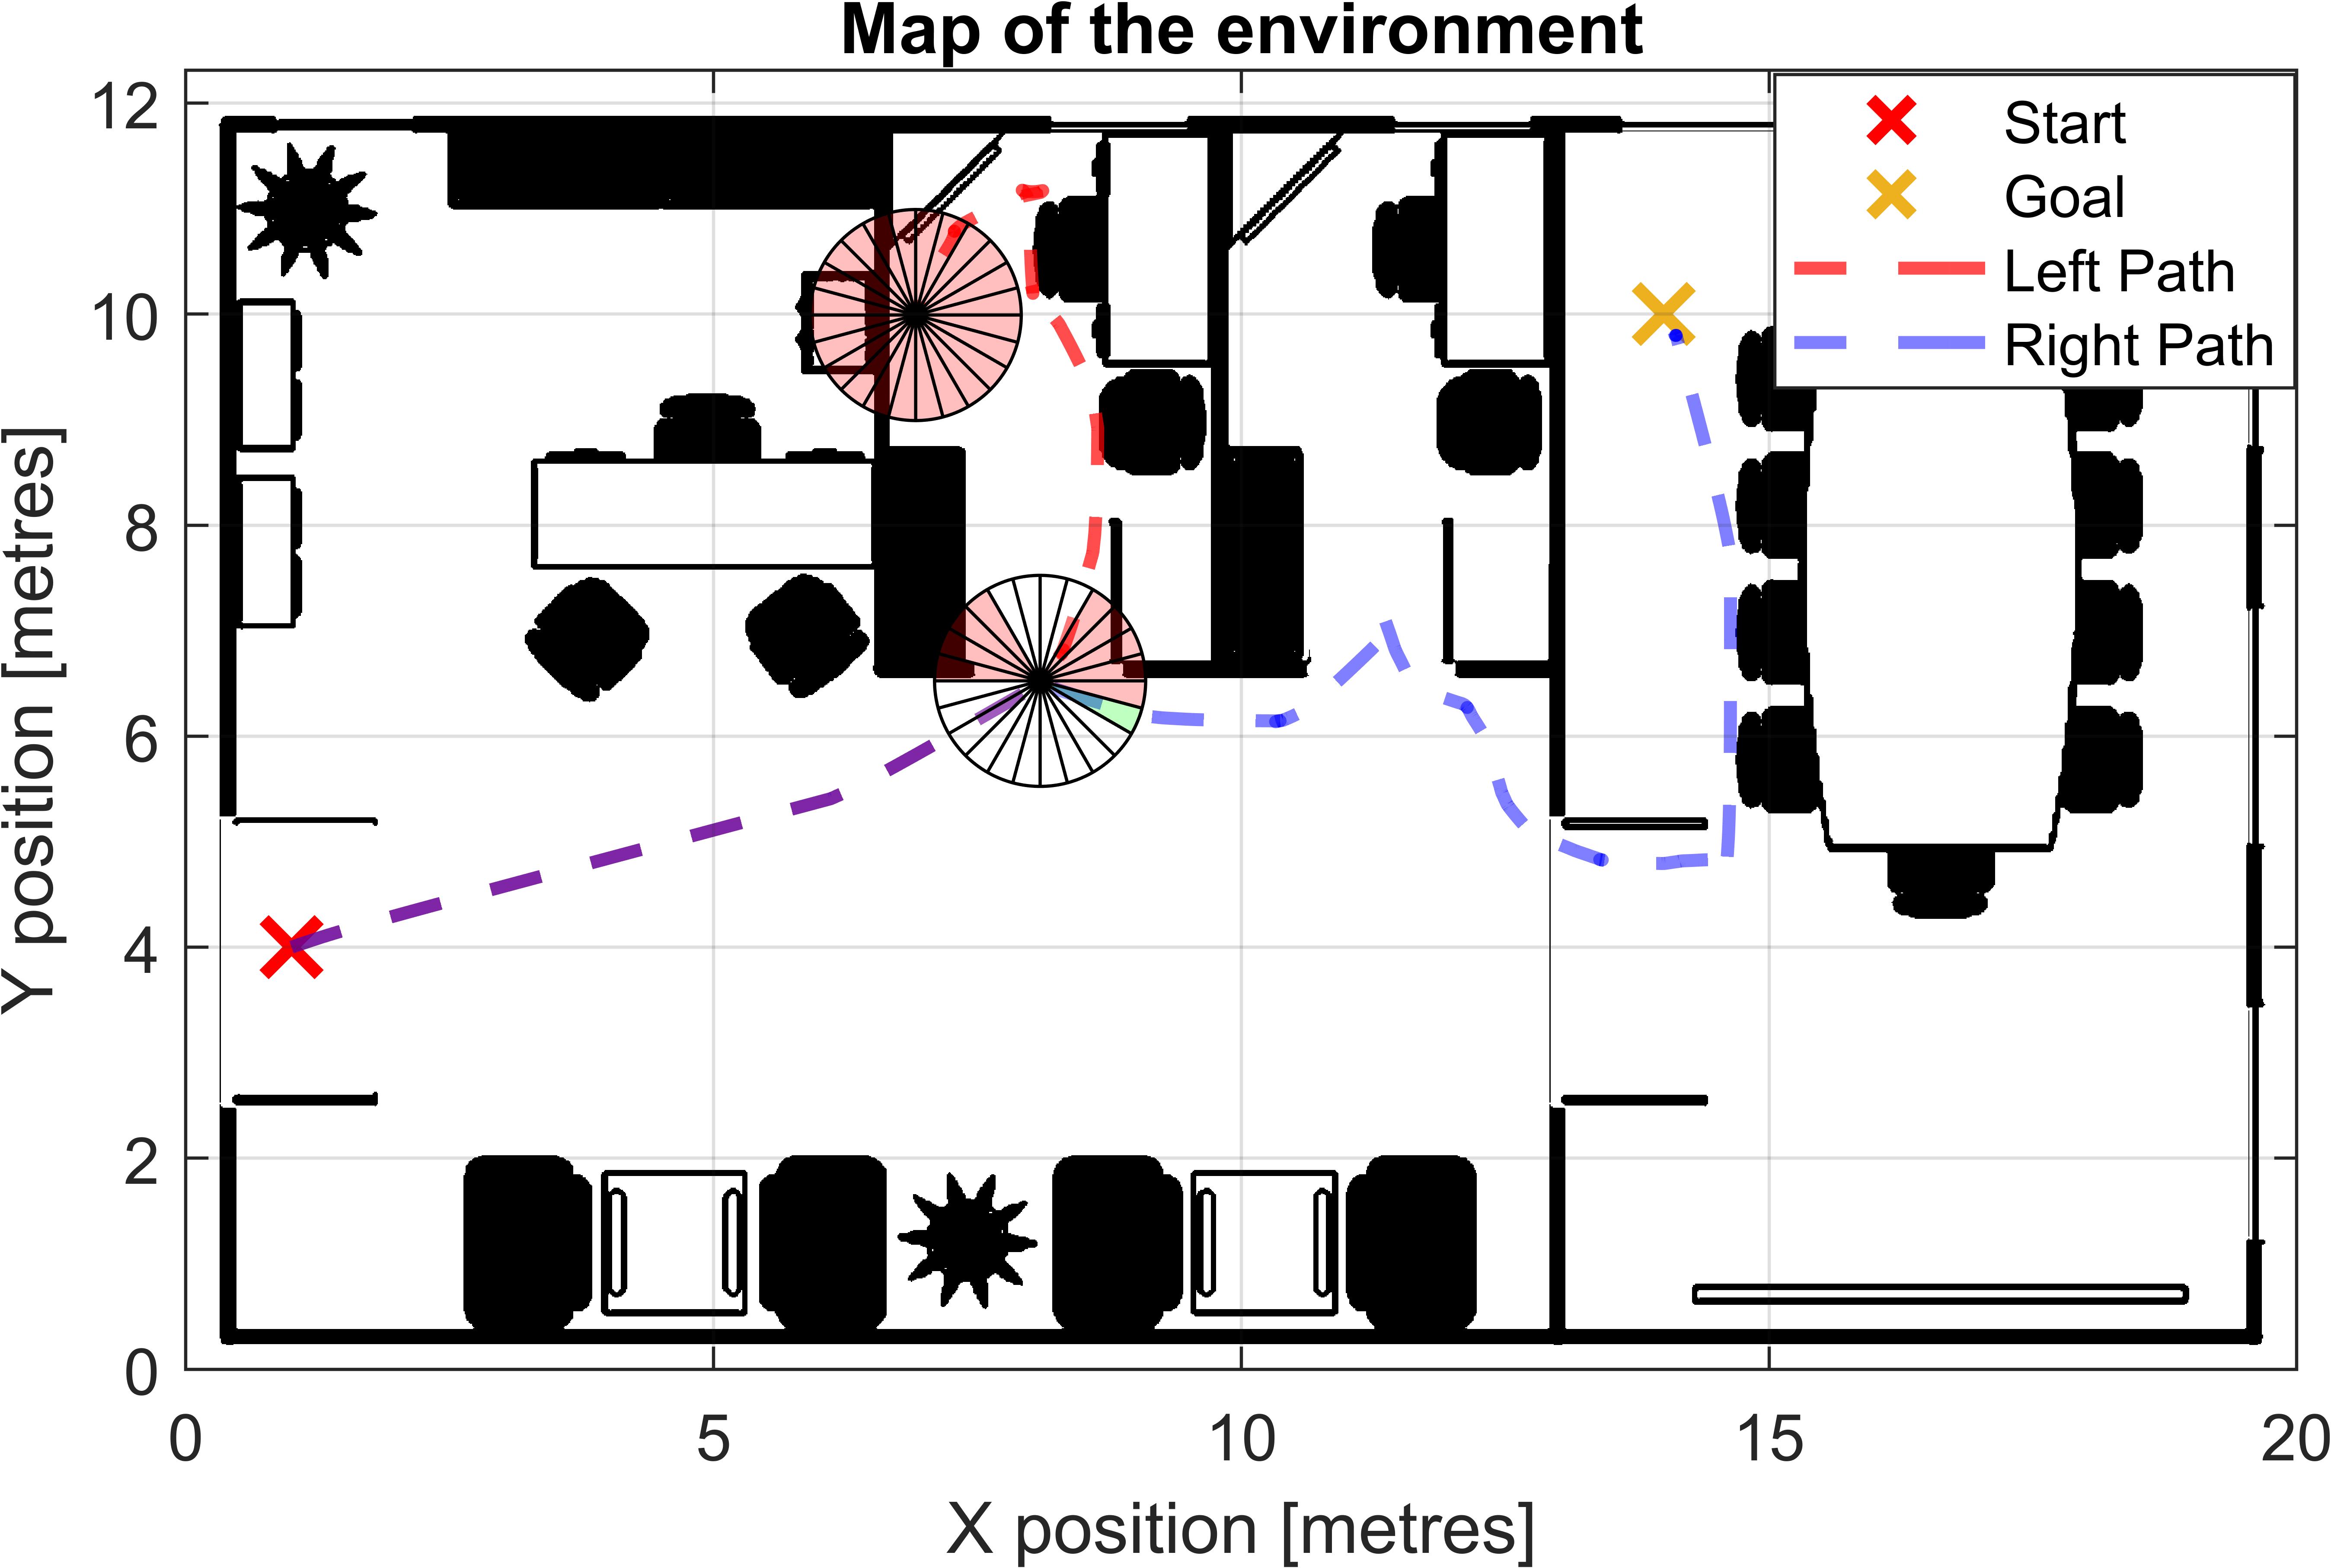 Map of the environment
Start
Goal
Left Path
Right Path
12
10
8
6
4
2
0
Y position [metres]
0
5
10
15
20
X position [metres]